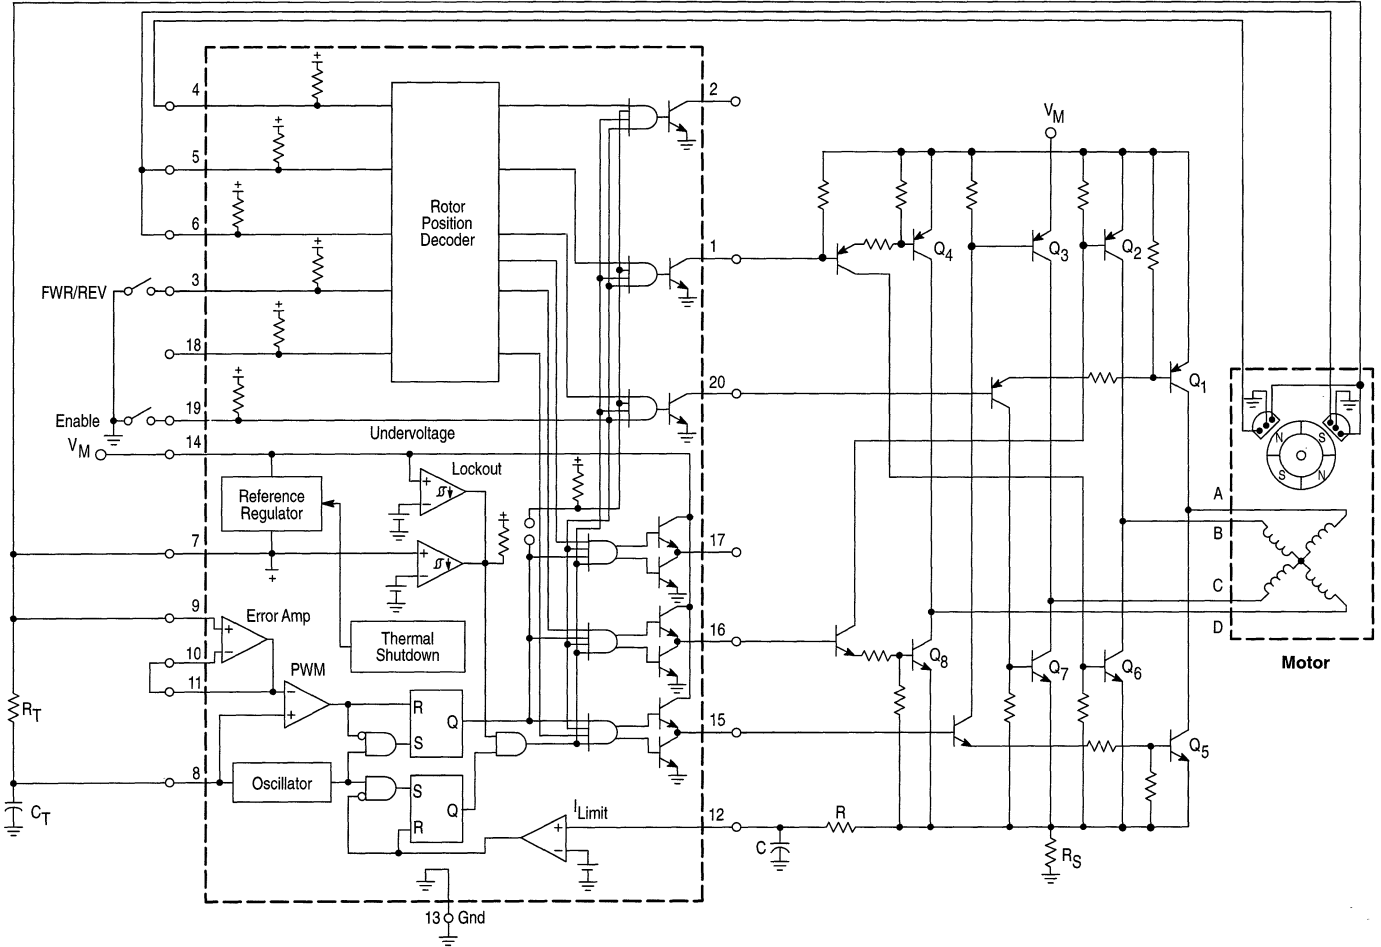 4
5
6
3
FWR/REV
18
Enable
19
V_M
14
7
9
10
11
R_T
8
C_T
Rotor
Position
Decoder
Undervoltage
Lockout
Reference
Regulator
Error Amp
Thermal
Shutdown
PWM
R
Q
S
Oscillator
S
Q
R
I_Limit
13
Gnd
2
1
20
17
16
15
12
C
R
R_S
V_M
Q_4
Q_3
Q_2
Q_1
Q_8
Q_7
Q_6
Q_5
A
B
C
D
N
S
S
N
Motor